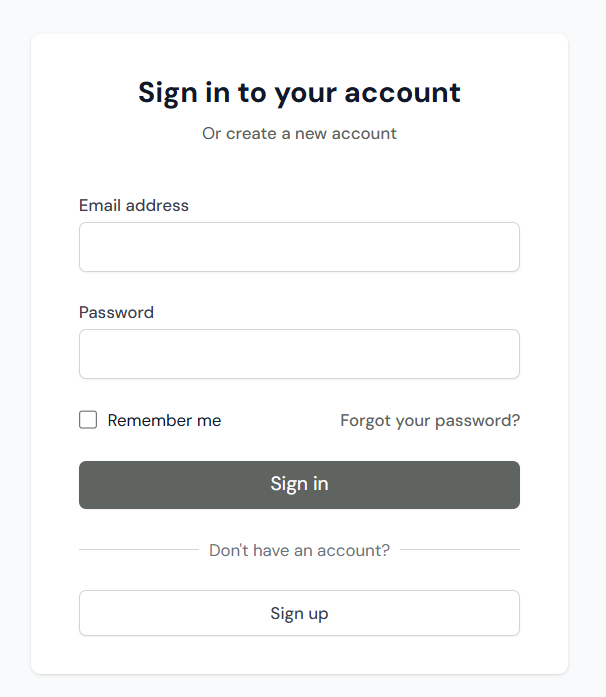 Sign in to your account
Or create a new account
Email address
Password
Remember me
Forgot your password?
Sign in
Don't have an account?
Sign up